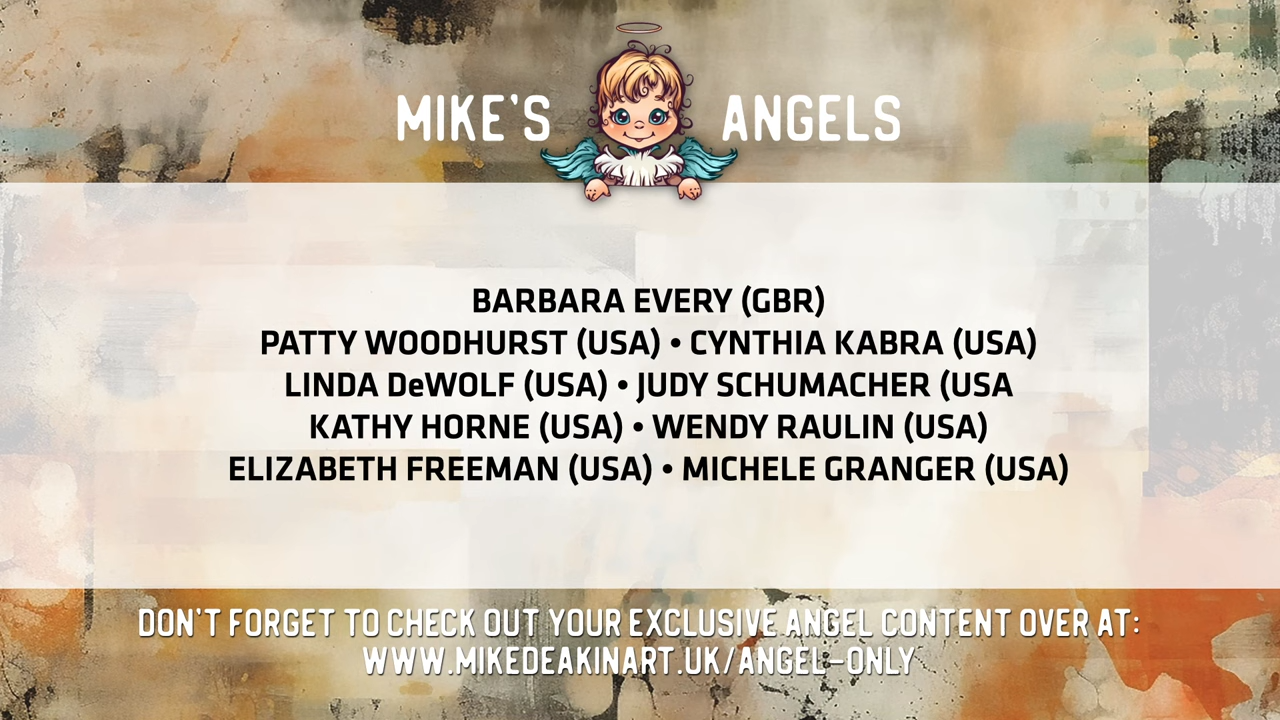 MIKE'S ANGELS
BARBARA EVERY (GBR)
PATTY WOODHURST (USA) • CYNTHIA KABRA (USA)
LINDA DeWOLF (USA) • JUDY SCHUMACHER (USA
KATHY HORNE (USA) • WENDY RAULIN (USA)
ELIZABETH FREEMAN (USA) • MICHELE GRANGER (USA)
DON'T FORGET TO CHECK OUT YOUR EXCLUSIVE ANGEL CONTENT OVER AT:
WWW.MIKEDEAKINART.UK/ANGEL-ONLY